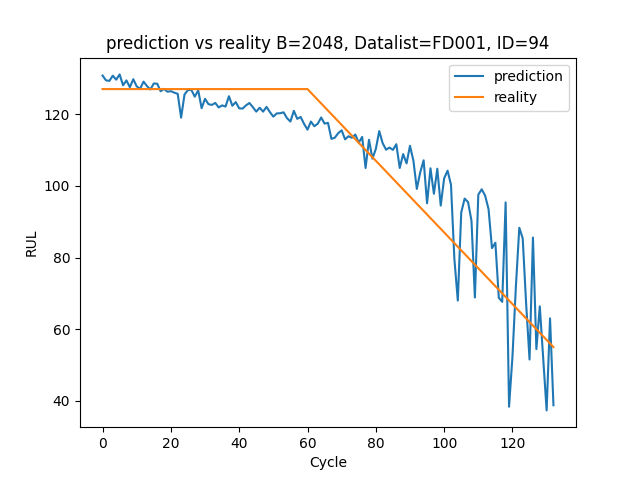 prediction vs reality B=2048, Datalist=FD001, ID=94
prediction
reality
RUL
120
100
80
60
40
0 20 40 60 80 100 120
Cycle